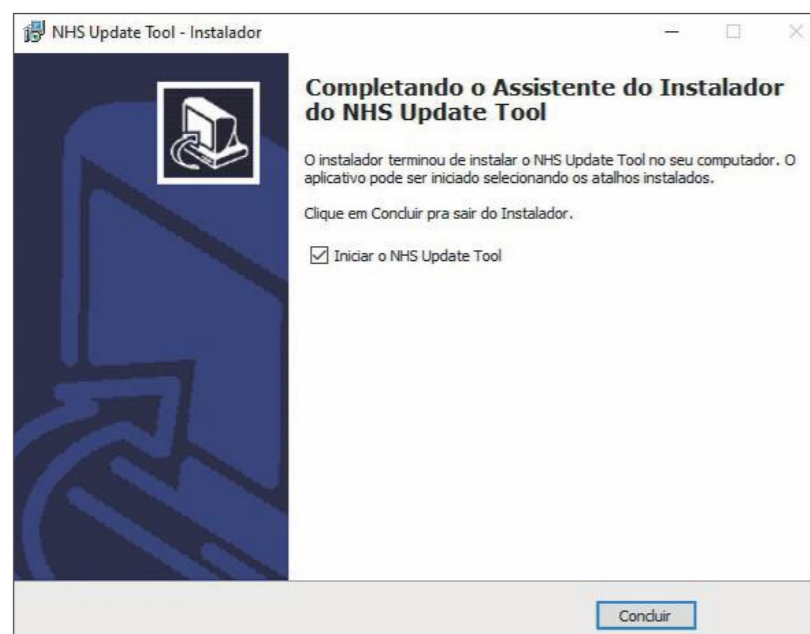 NHS Update Tool - Instalador
Completando o Assistente do Instalador
do NHS Update Tool
O instalador terminou de instalar o NHS Update Tool no seu computador. O
aplicativo pode ser iniciado selecionando os atalhos instalados.
Clique em Concluir pra sair do Instalador.
Iniciar o NHS Update Tool
Concluir